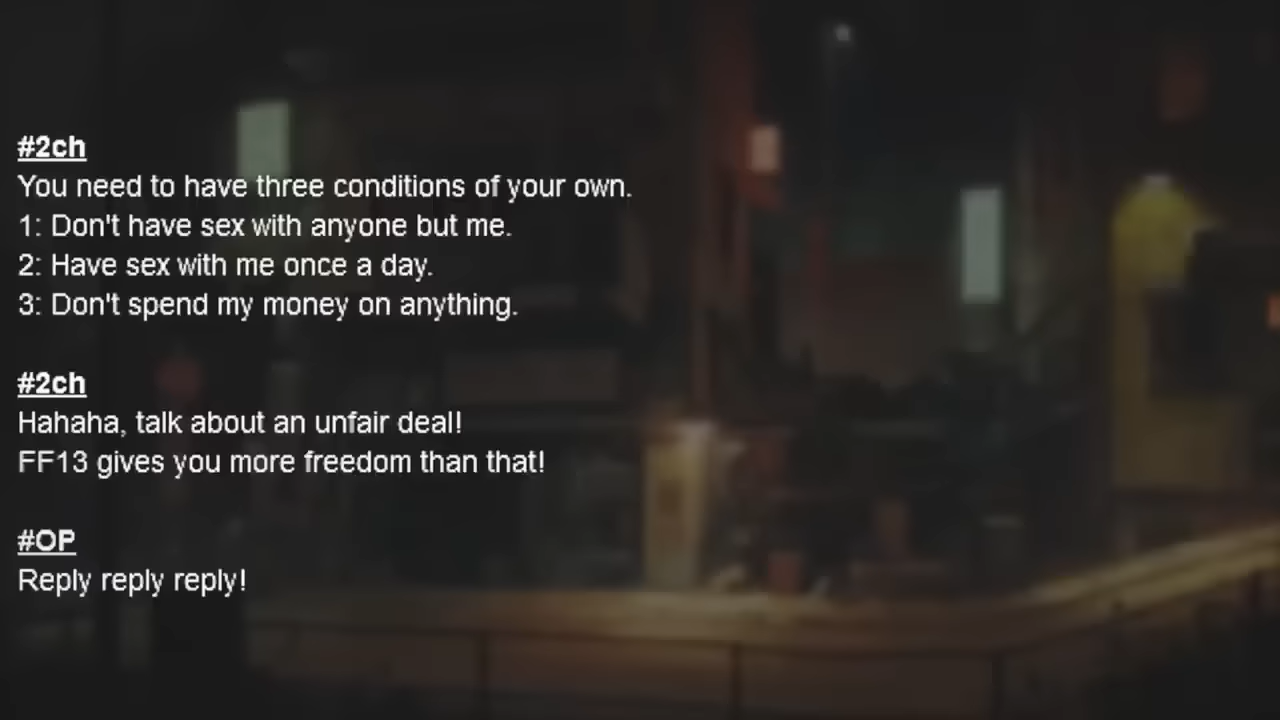 #2ch
You need to have three conditions of your own.
1: Don't have sex with anyone but me.
2: Have sex with me once a day.
3: Don't spend my money on anything.
#2ch
Hahaha, talk about an unfair deal!
FF13 gives you more freedom than that!
#OP
Reply reply reply!